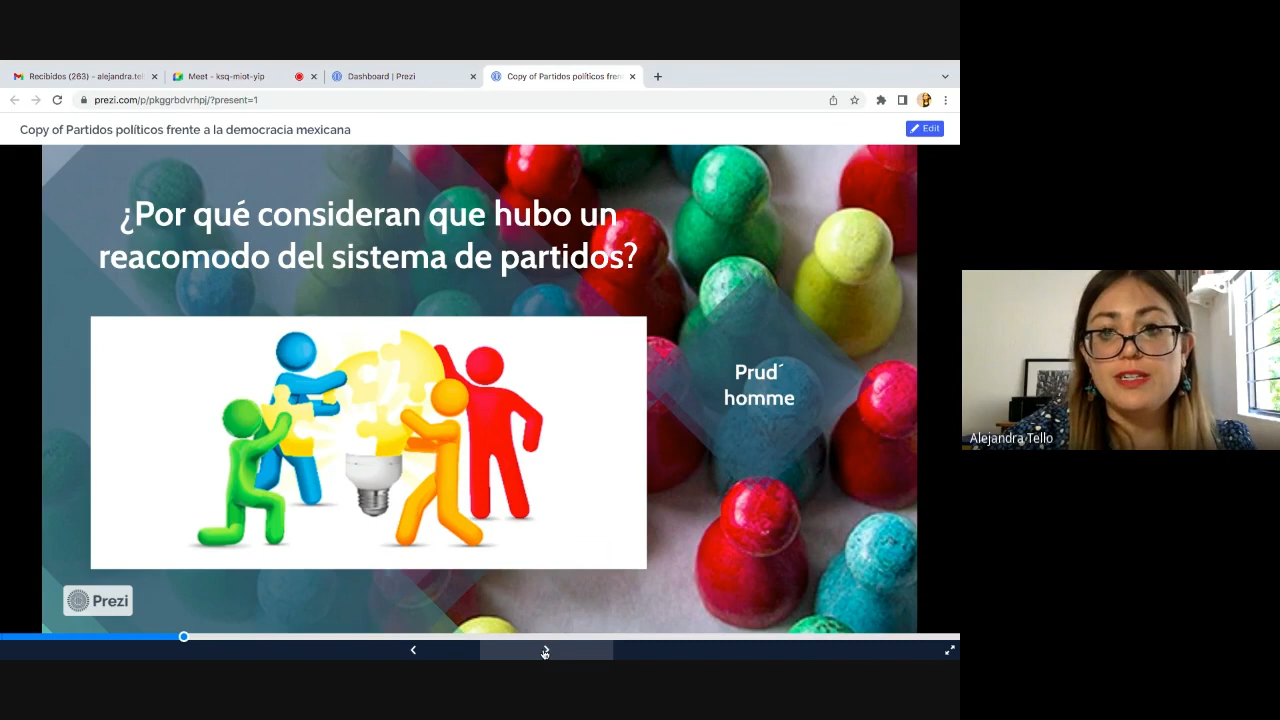 Recibidos (263) - alejandra.tel
Meet - ksq-miot-yip
Dashboard | Prezi
Copy of Partidos políticos fren
prezi.com/p/pkggrbdvrhpj/?present=1
Copy of Partidos políticos frente a la democracia mexicana
Edit
¿Por qué consideran que hubo un
reacomodo del sistema de partidos?
Prud´
homme
Prezi
Alejandra Tello